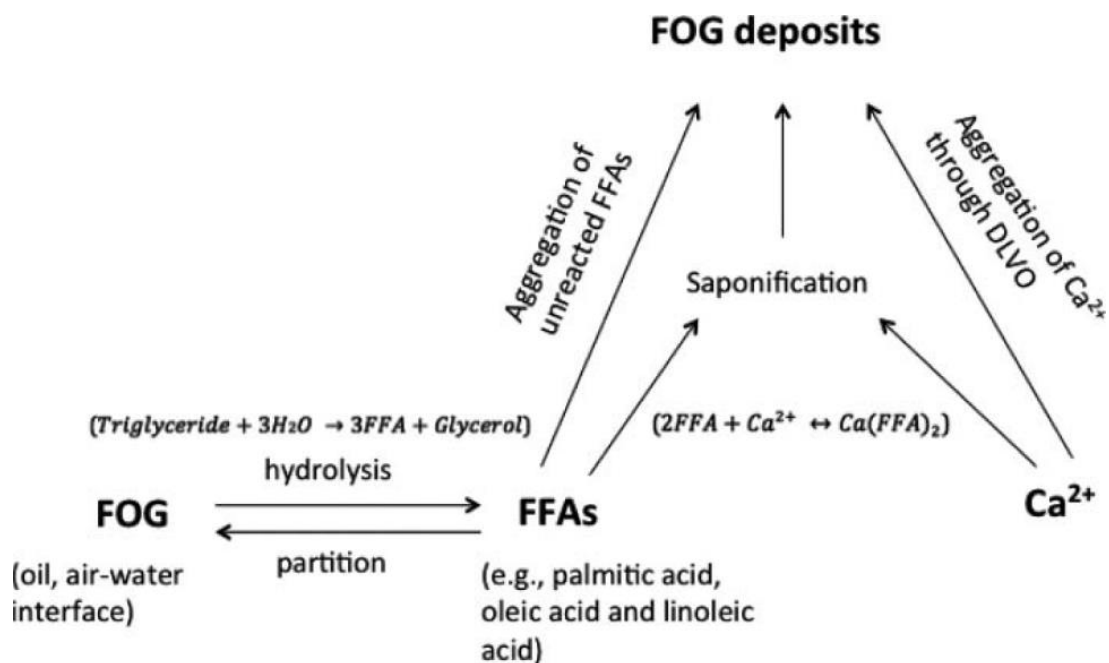 FOG deposits
Aggregation of
unreacted FFAs
Aggregation of Ca²⁺
through DLVO
Saponification
(Triglyceride + 3H₂O → 3FFA + Glycerol)
(2FFA + Ca²⁺ ↔ Ca(FFA)₂)
hydrolysis
FOG
FFAs
Ca²⁺
partition
(oil, air-water
interface)
(e.g., palmitic acid,
oleic acid and linoleic
acid)